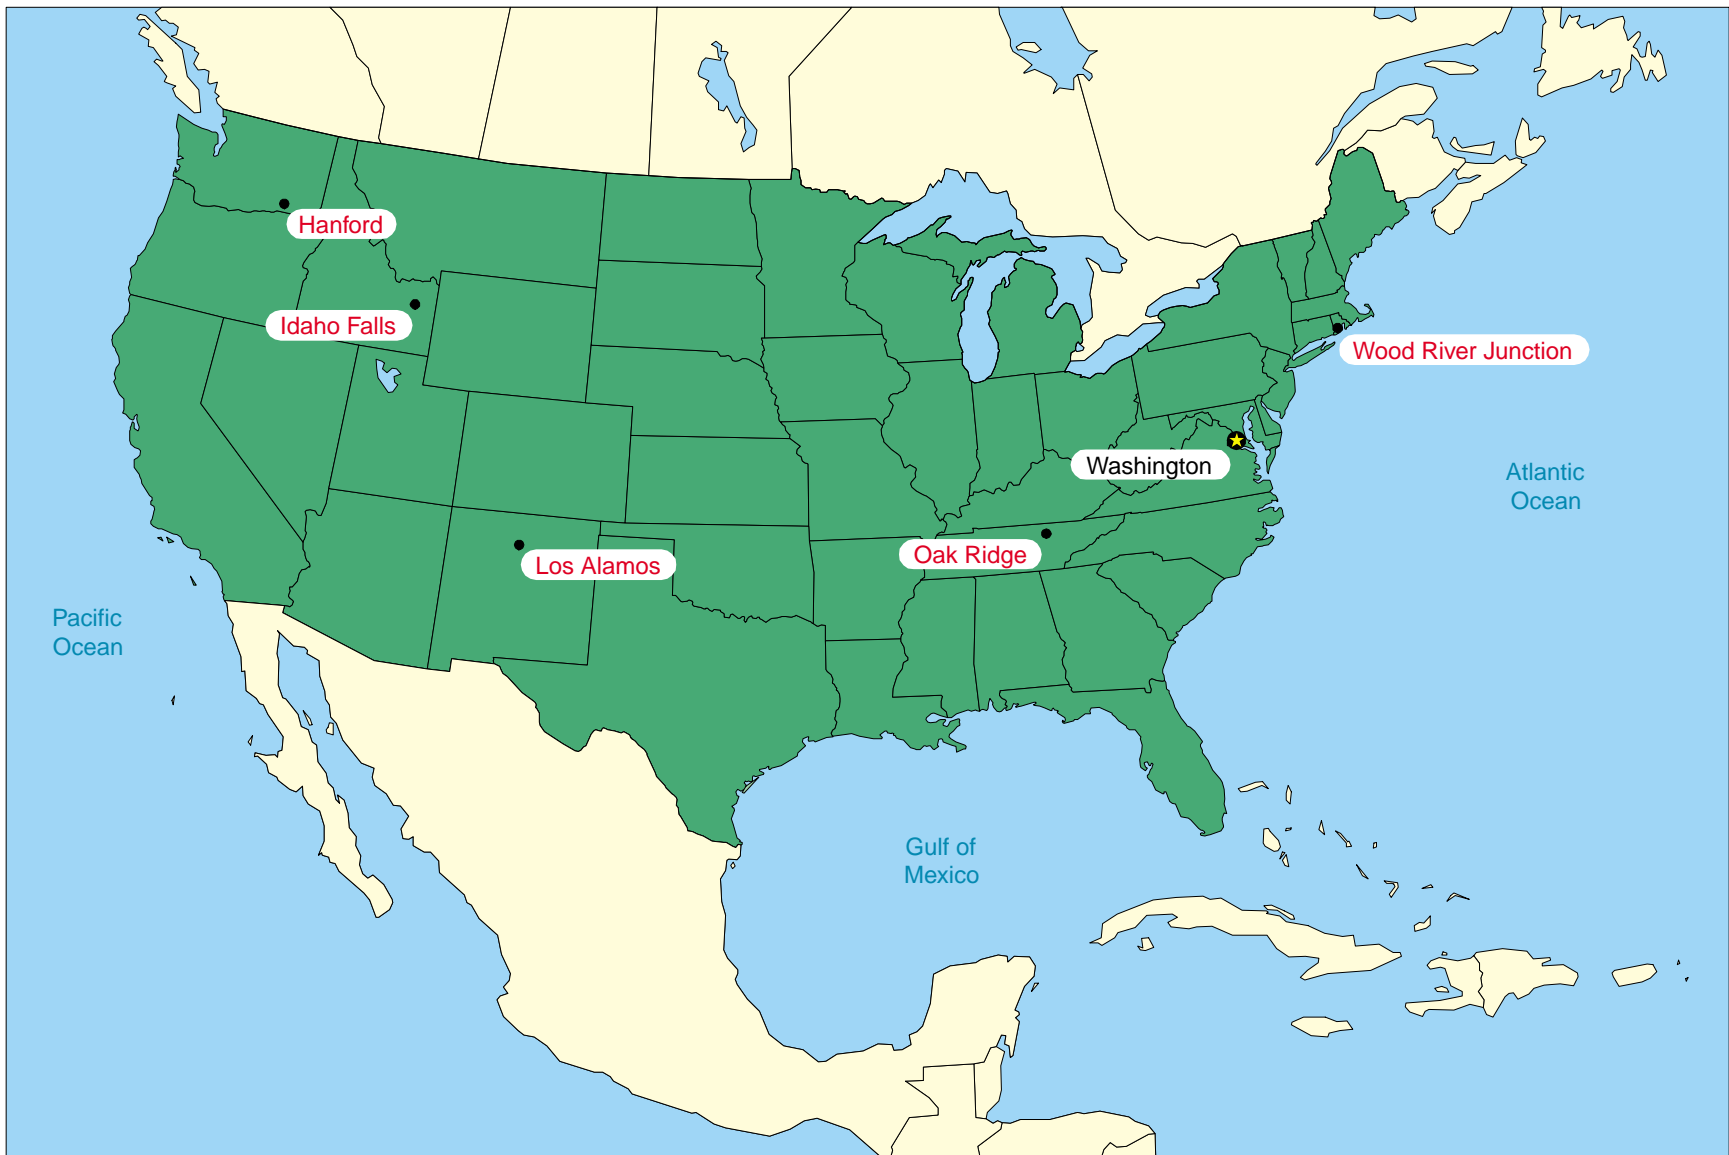 Hanford
Idaho Falls
Wood River Junction
Washington
Atlantic
Ocean
Oak Ridge
Los Alamos
Pacific
Ocean
Gulf of
Mexico